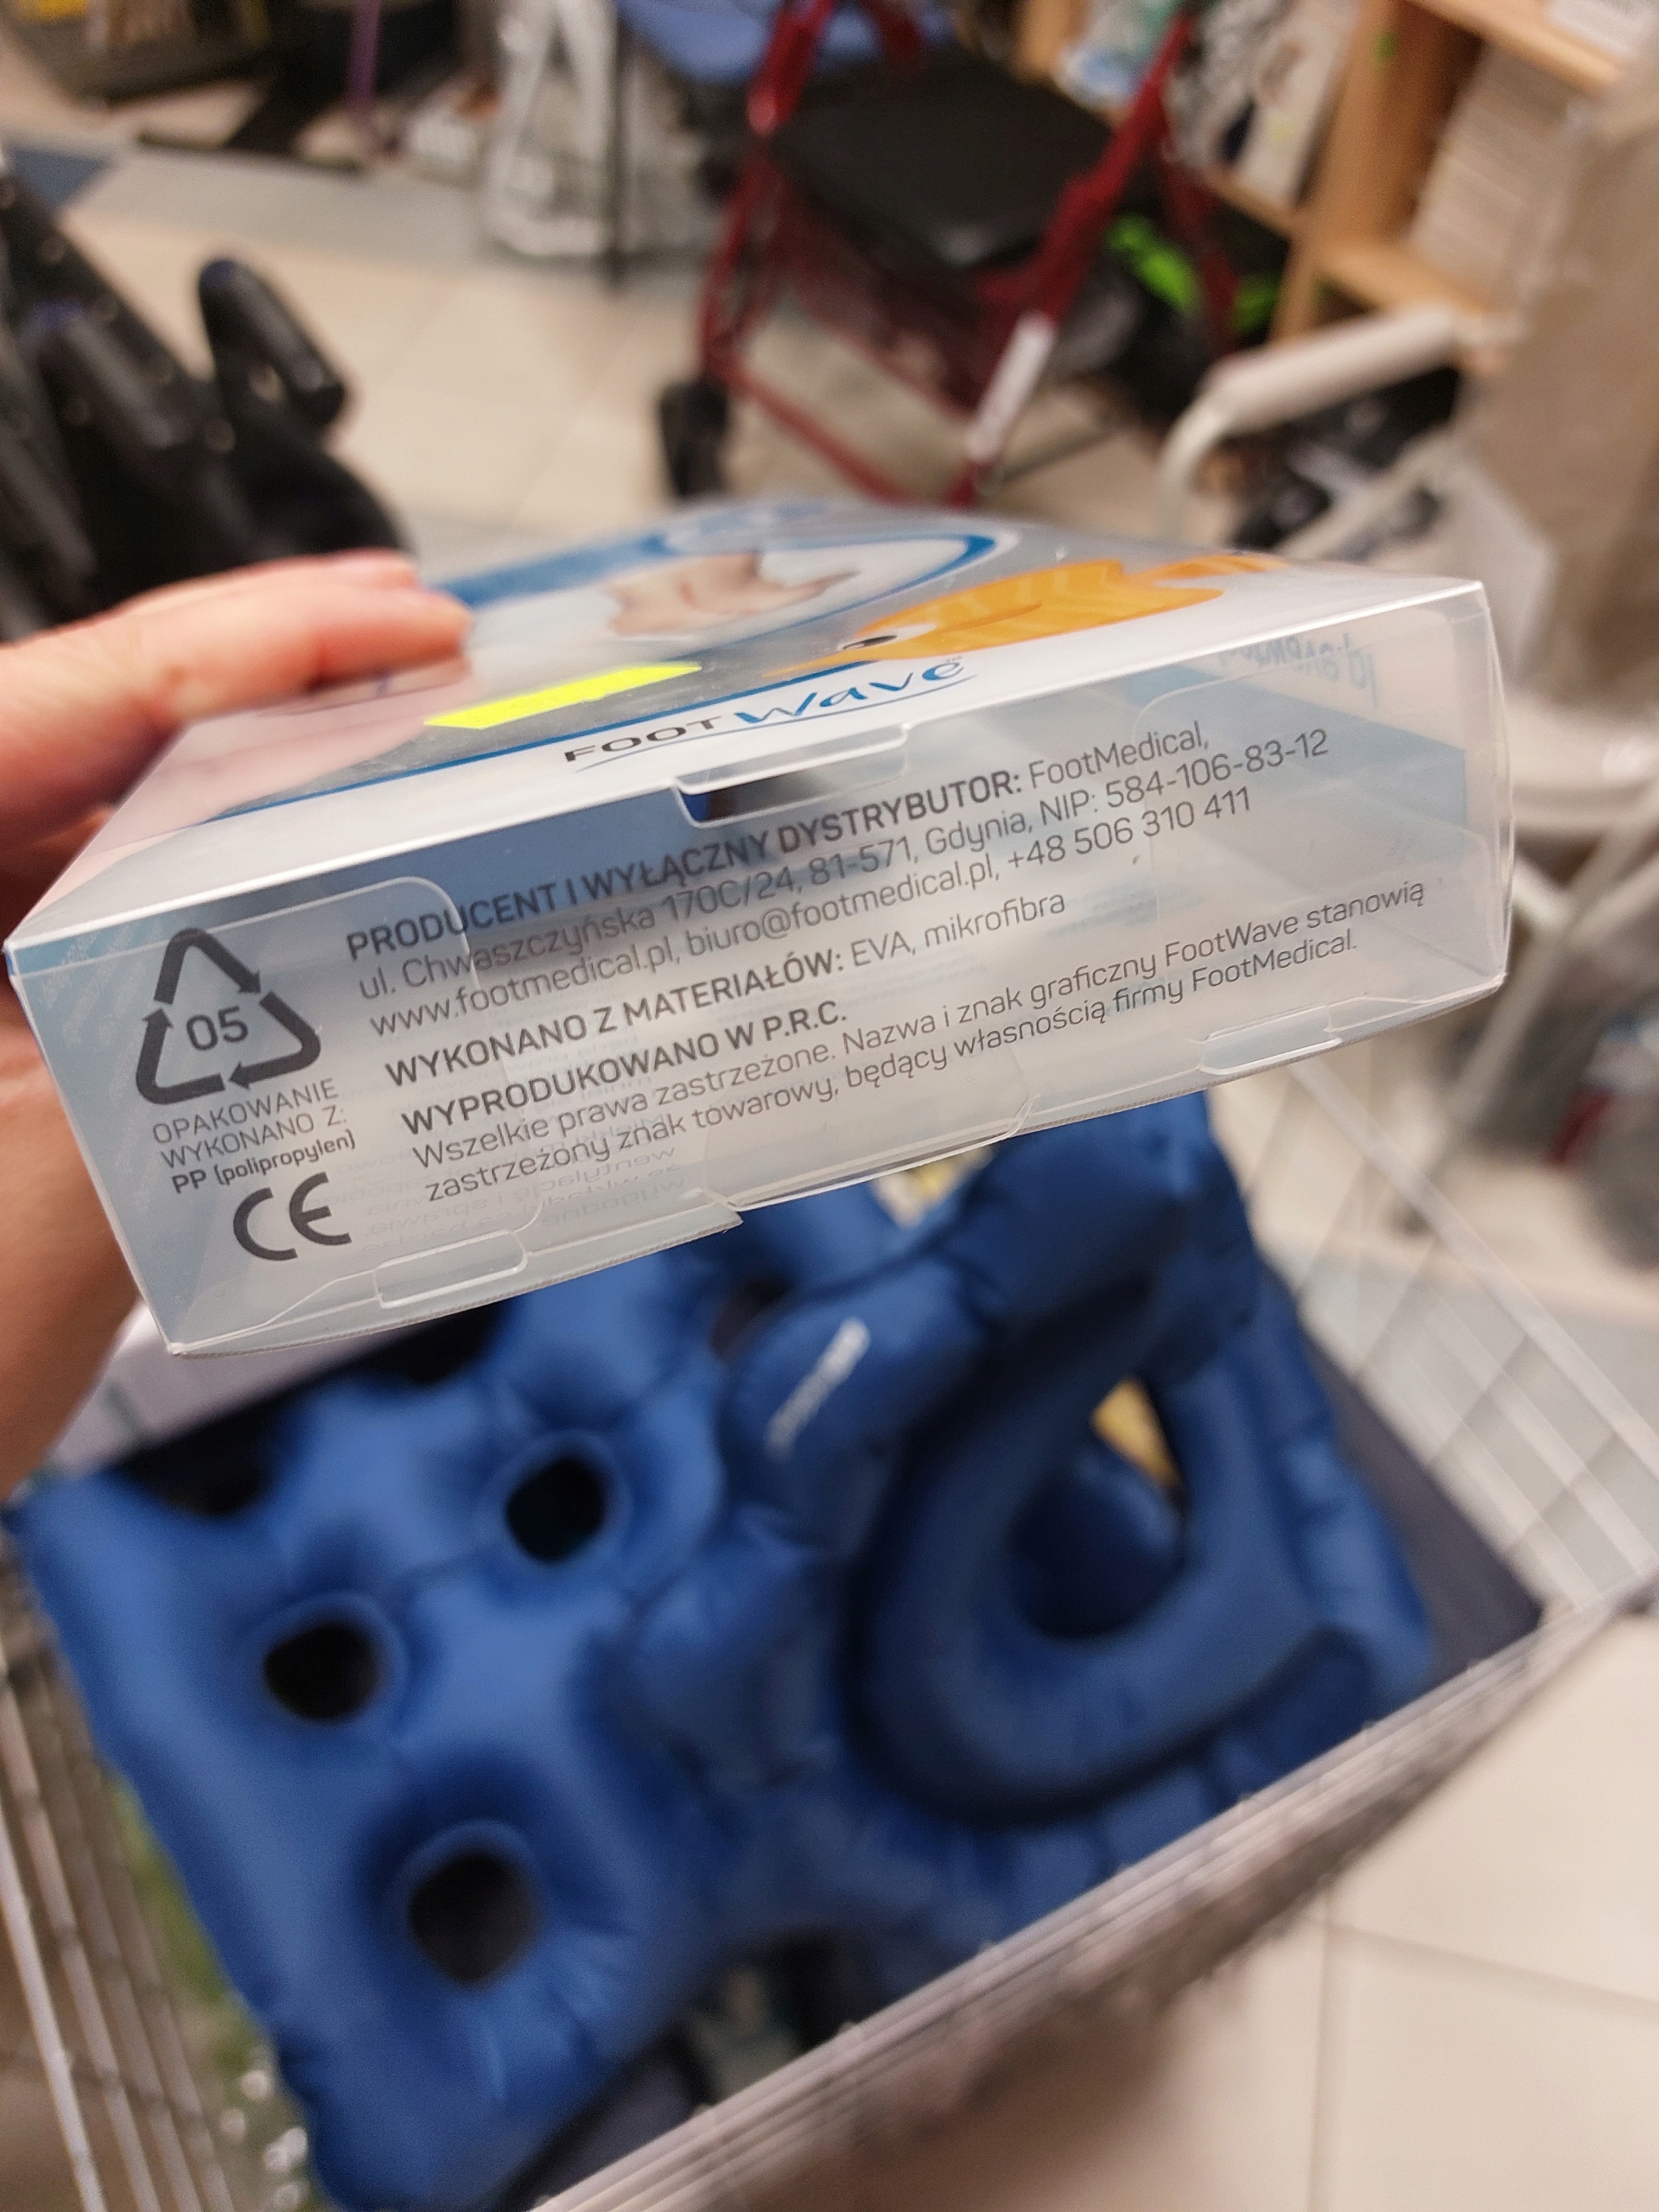 FOOTWave™
PRODUCENT I WYŁĄCZNY DYSTRYBUTOR: FootMedical,
ul. Chwaszczyńska 170C/24, 81-571, Gdynia, NIP: 584-106-83-12
www.footmedical.pl, biuro@footmedical.pl, +48 506 310 411
WYKONANO Z MATERIAŁÓW: EVA, mikrofibra
WYPRODUKOWANO W P.R.C.
Wszelkie prawa zastrzeżone. Nazwa i znak graficzny FootWave stanowią
zastrzeżony znak towarowy, będący własnością firmy FootMedical.
05
OPAKOWANIE
WYKONANO Z:
PP (polipropylen)
CE